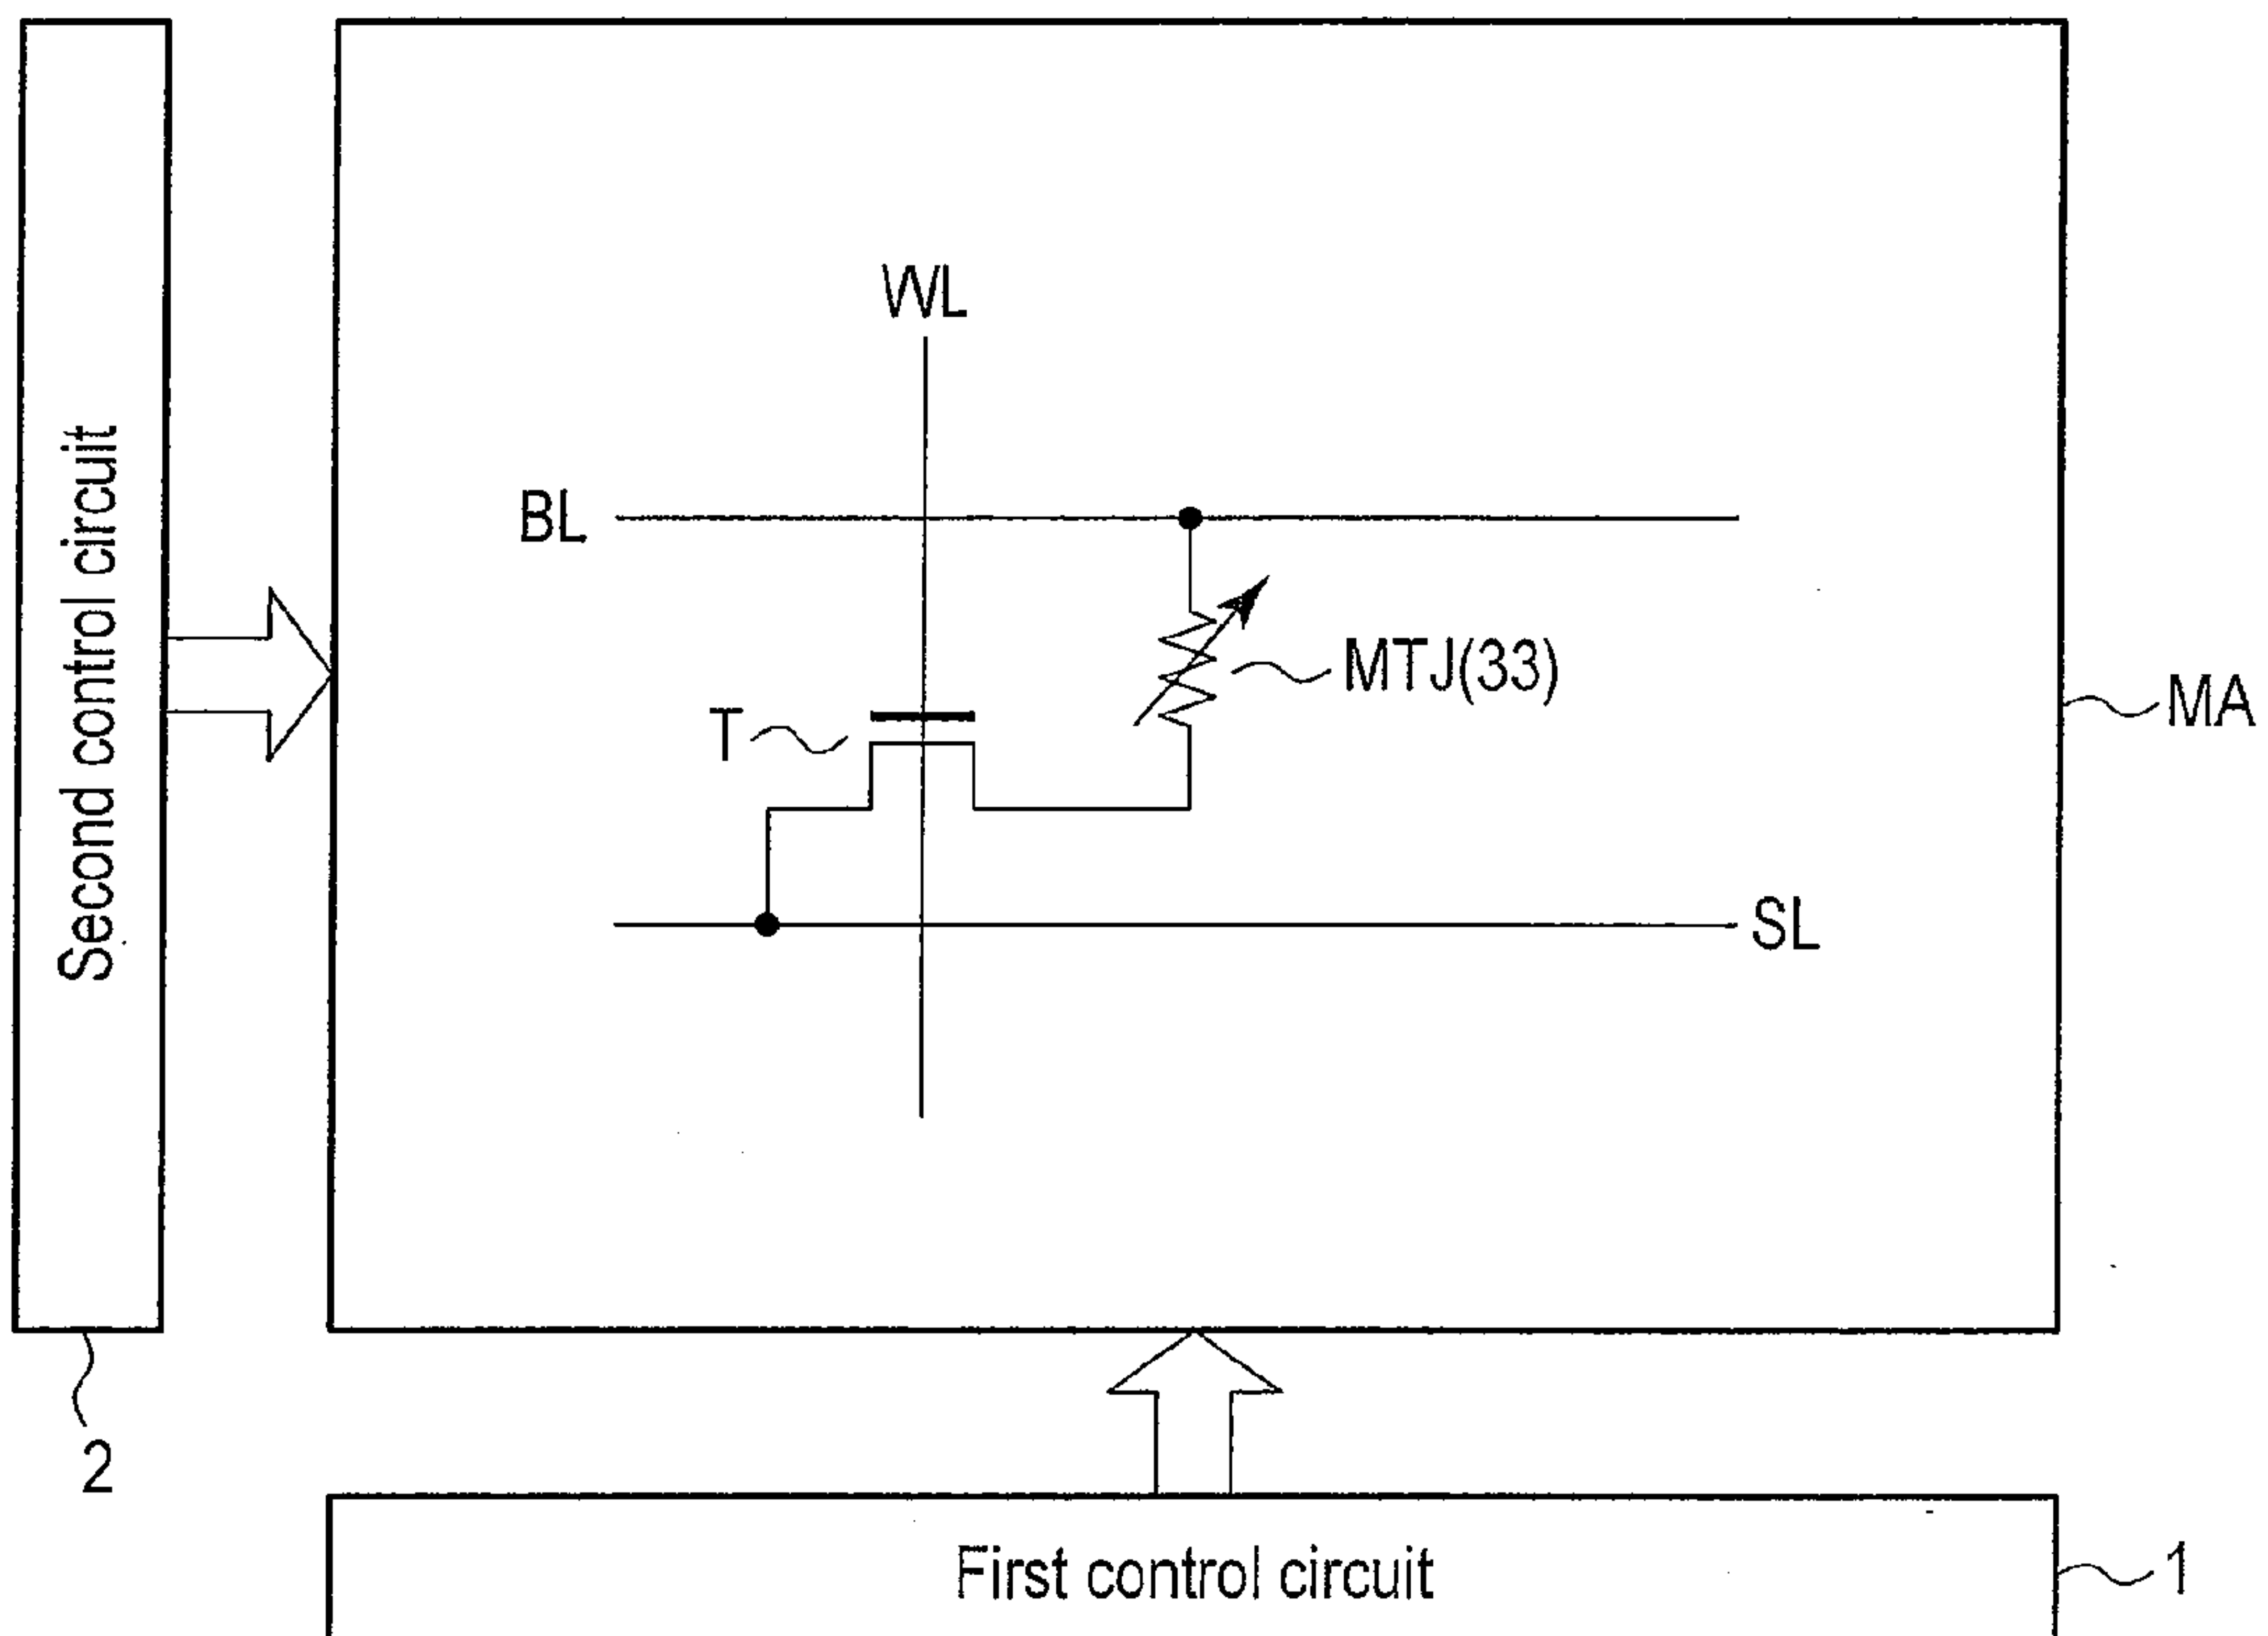 Second control circuit
WL
BL
MTJ(33)
T
MA
SL
2
First control circuit
1